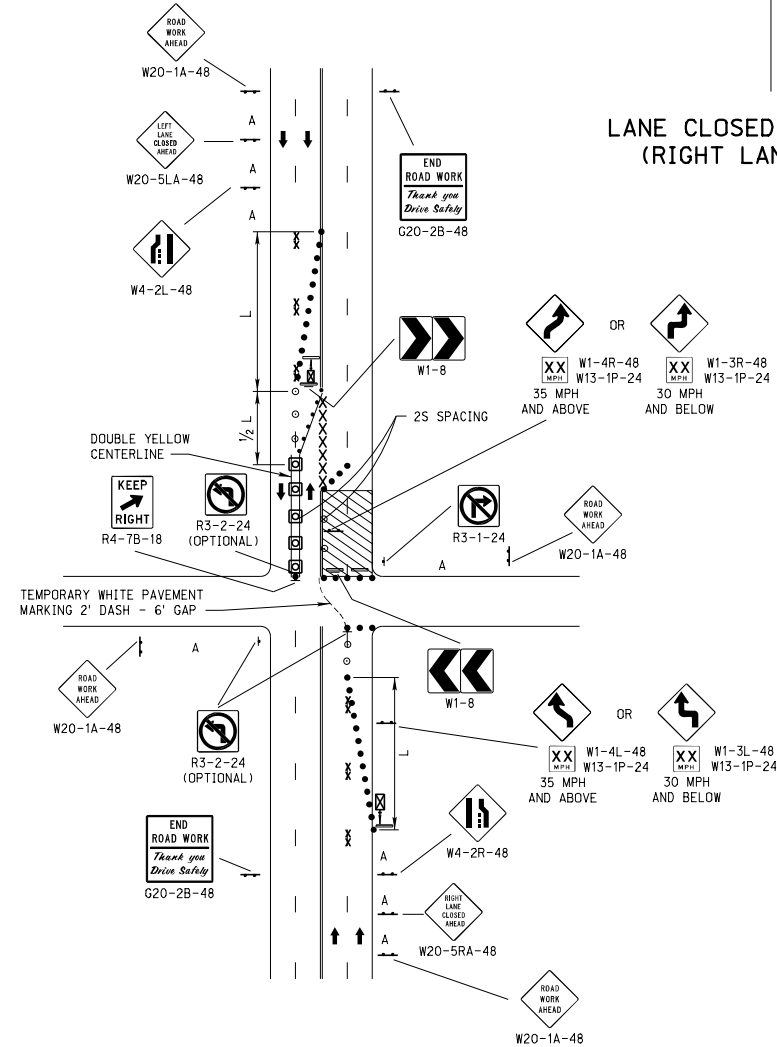 ROAD
WORK
AHEAD
W20-1A-48
A
LEFT
LANE
CLOSED
AHEAD
W20-5LA-48
A
A
W4-2L-48
END
ROAD WORK
Thank you
Drive Safely
G20-2B-48
LANE CLOSED
(RIGHT LAN
L
W1-8
OR
XX
MPH
W1-4R-48
W13-1P-24
35 MPH
AND ABOVE
XX
MPH
W1-3R-48
W13-1P-24
30 MPH
AND BELOW
½ L
2S SPACING
DOUBLE YELLOW
CENTERLINE
KEEP
RIGHT
R4-7B-18
R3-2-24
(OPTIONAL)
R3-1-24
A
ROAD
WORK
AHEAD
W20-1A-48
TEMPORARY WHITE PAVEMENT
MARKING 2' DASH - 6' GAP
A
ROAD
WORK
AHEAD
W20-1A-48
R3-2-24
(OPTIONAL)
W1-8
L
OR
XX
MPH
W1-4L-48
W13-1P-24
35 MPH
AND ABOVE
XX
MPH
W1-3L-48
W13-1P-24
30 MPH
AND BELOW
END
ROAD WORK
Thank you
Drive Safely
G20-2B-48
W4-2R-48
A
A
RIGHT
LANE
CLOSED
AHEAD
W20-5RA-48
A
ROAD
WORK
AHEAD
W20-1A-48